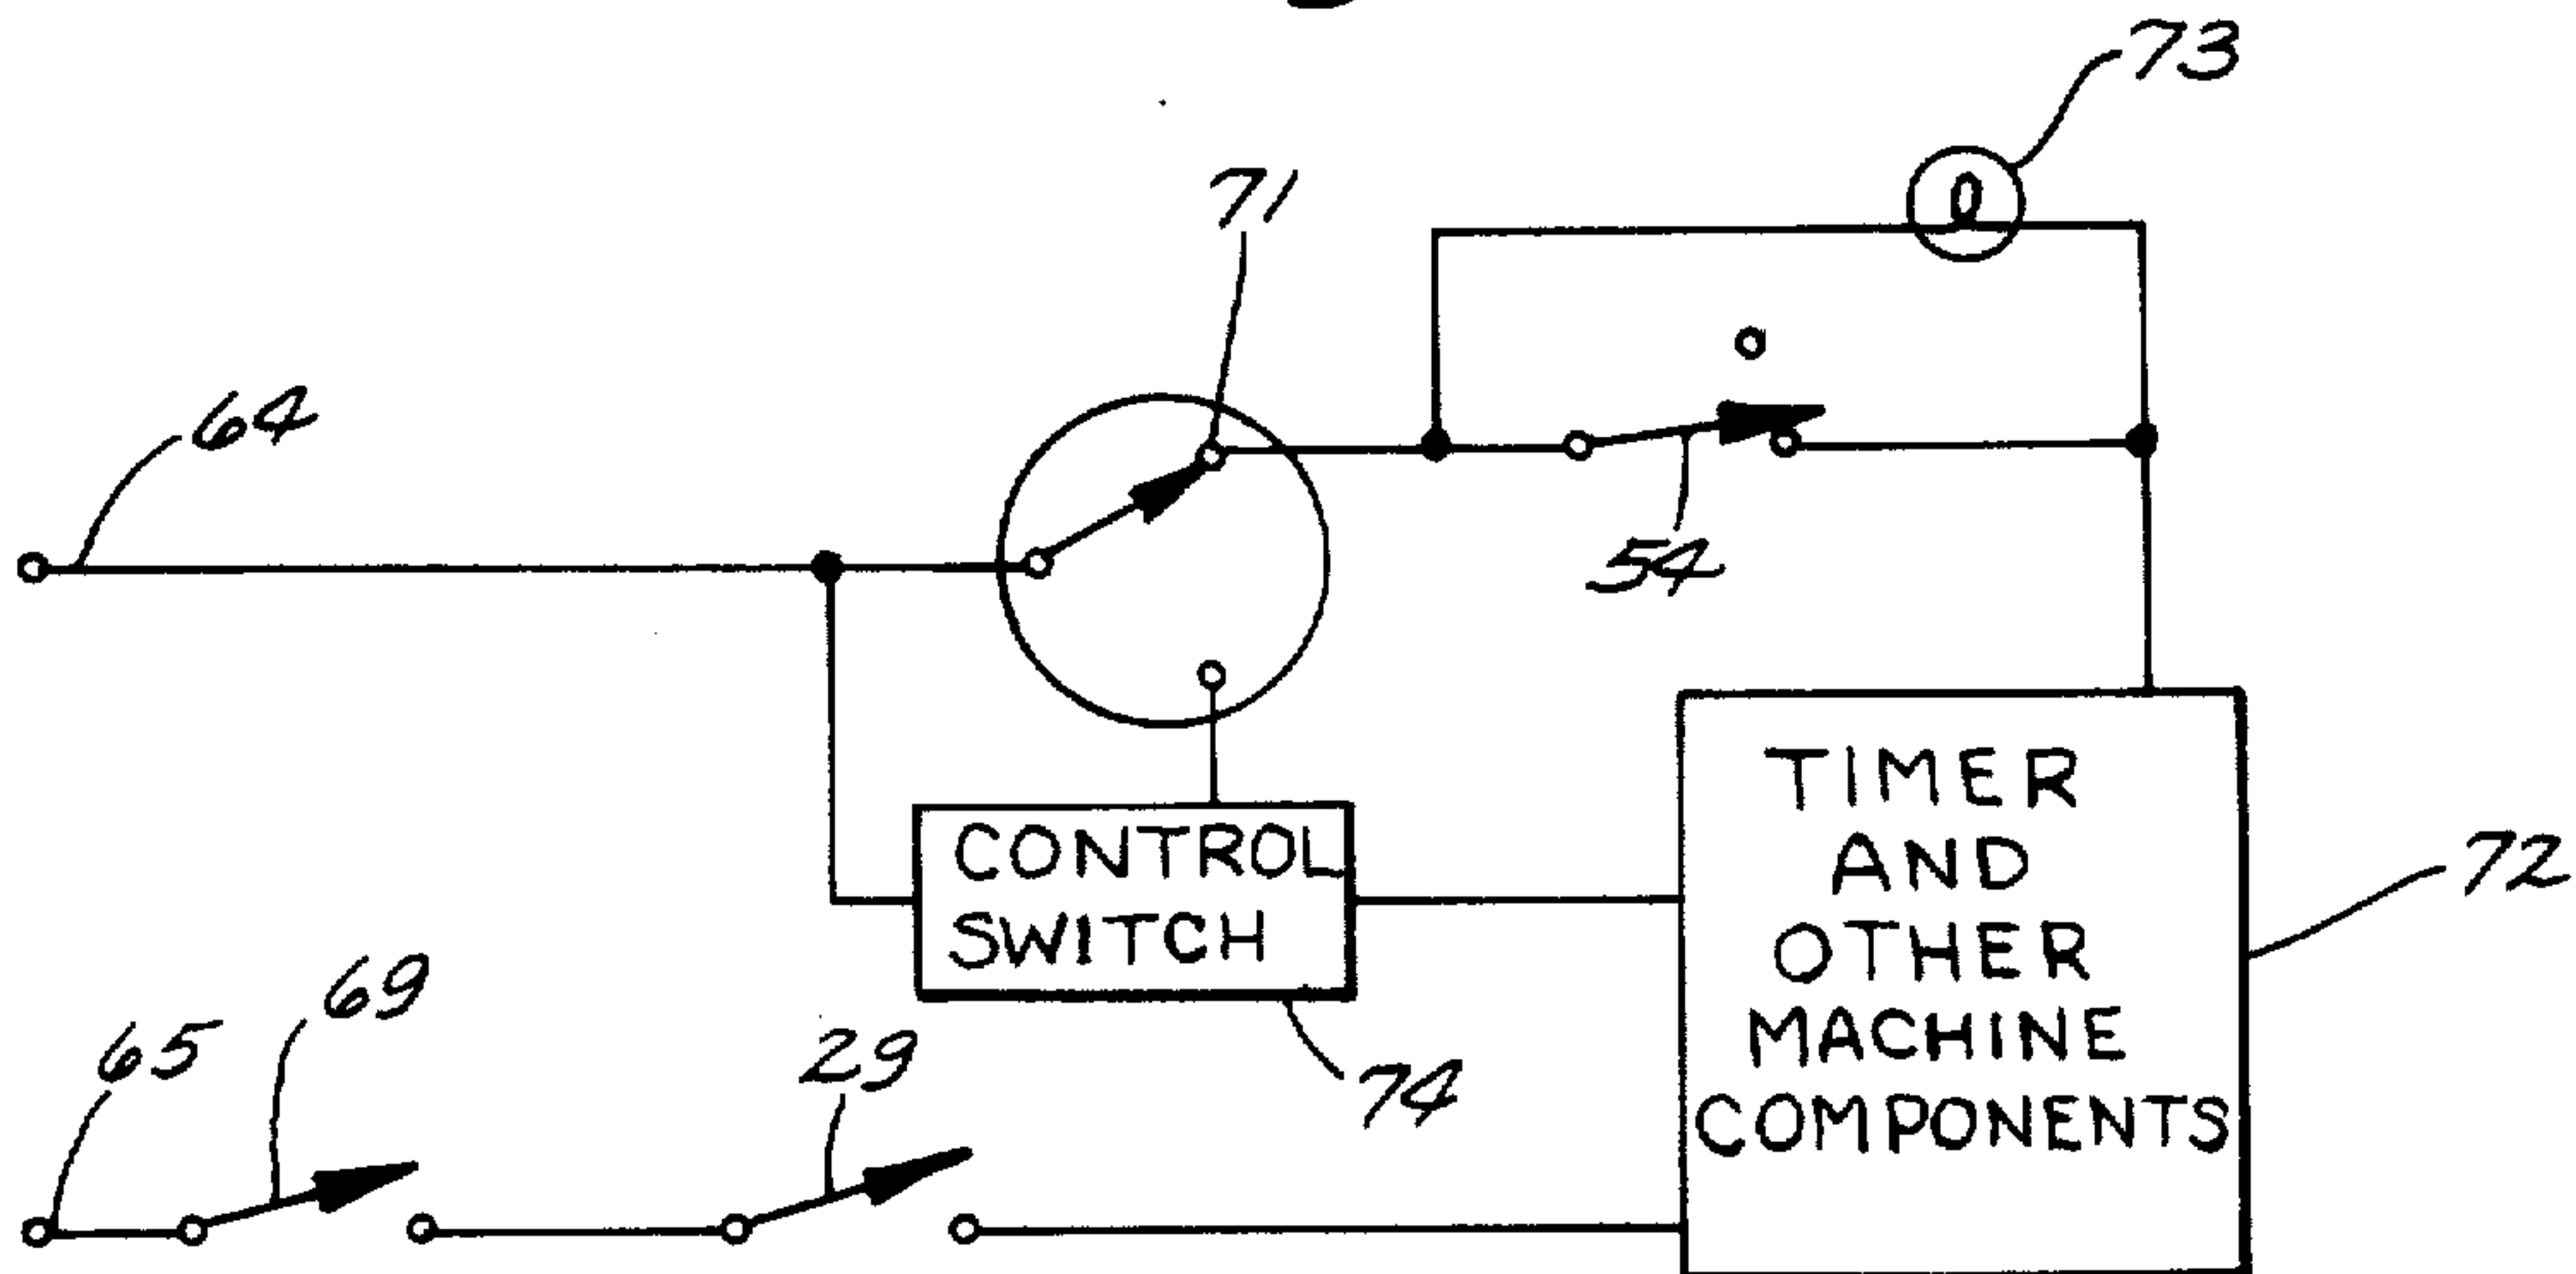 73
71
64
54
TIMER
AND
OTHER
MACHINE
COMPONENTS
72
CONTROL
SWITCH
74
65
69
29